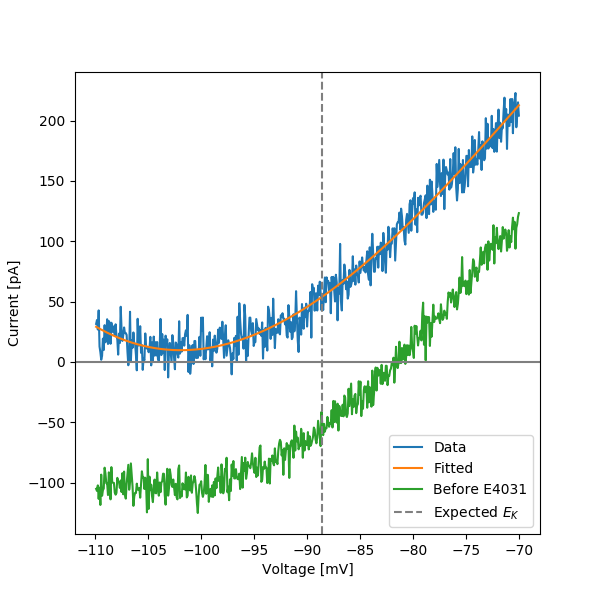 200
150
100
50
0
−50
−100
Current [pA]
−110 −105 −100 −95 −90 −85 −80 −75 −70
Voltage [mV]
Data
Fitted
Before E4031
Expected E_K